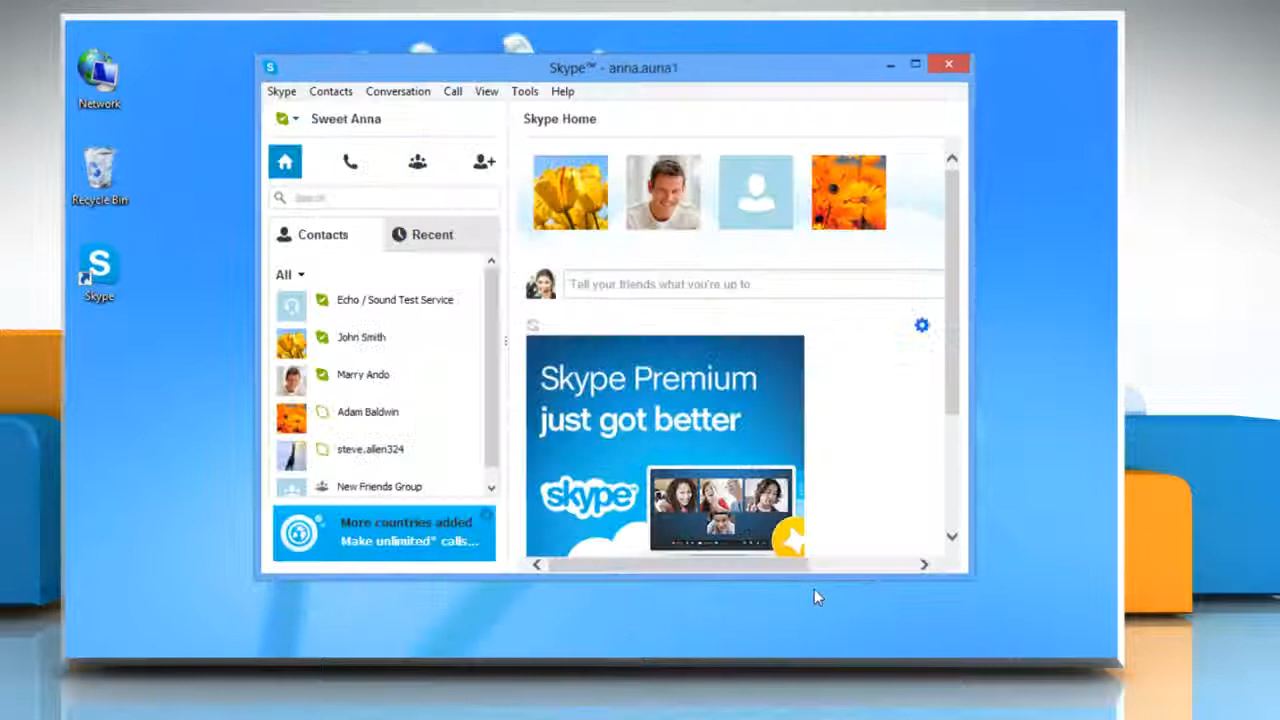 Network
Recycle Bin
Skype
Skype™ - anna.auna1
Skype Contacts Conversation Call View Tools Help
Sweet Anna
Search
Contacts
Recent
All
Echo / Sound Test Service
John Smith
Marry Ando
Adam Baldwin
steve.allen324
New Friends Group
More countries added
Make unlimited* calls...
Skype Home
Tell your friends what you're up to
Skype Premium
just got better
skype